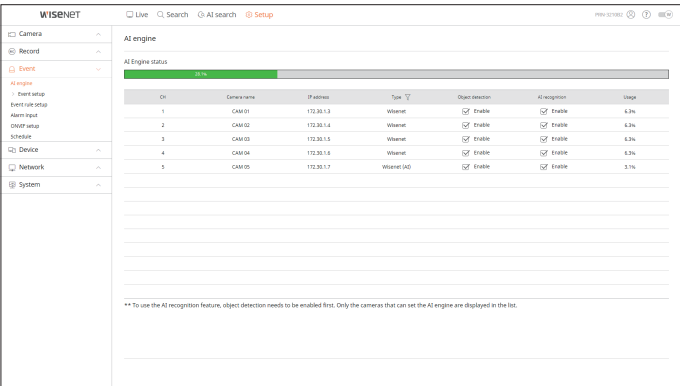 WISENET Live Search AI search Setup PRN-3210B2
Camera
Record
Event
AI engine
Event setup
Event rule setup
Alarm input
ONVIF setup
Schedule
Device
Network
System
AI engine
AI Engine status
28.1%
CH Camera name IP address Type Object detection AI recognition Usage
1 CAM 01 172.30.1.3 Wisenet Enable Enable 6.3%
2 CAM 02 172.30.1.4 Wisenet Enable Enable 6.3%
3 CAM 03 172.30.1.5 Wisenet Enable Enable 6.3%
4 CAM 04 172.30.1.6 Wisenet Enable Enable 6.3%
5 CAM 05 172.30.1.7 Wisenet (AI) Enable Enable 3.1%
** To use the AI recognition feature, object detection needs to be enabled first. Only the cameras that can set the AI engine are displayed in the list.